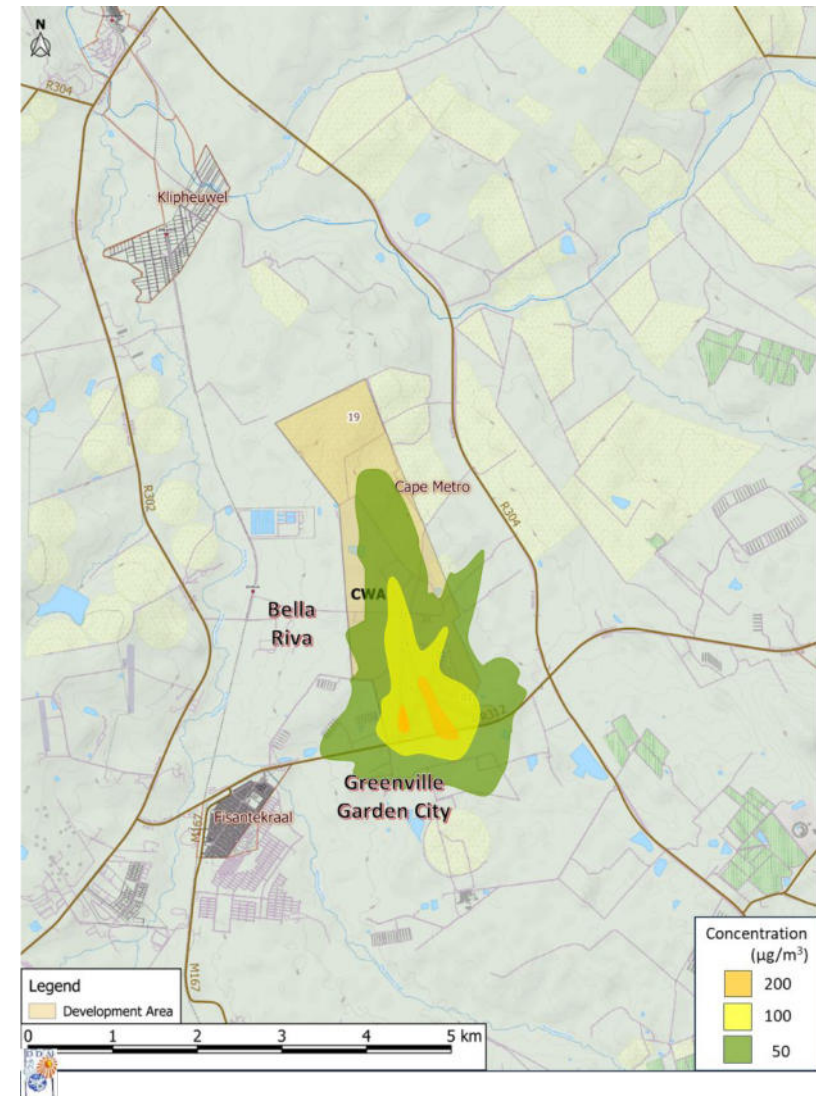 N
R304
Klipheuwel
19
Cape Metro
R304
R302
CWA
Bella
Riva
R312
Greenville
Garden City
Fisantekraal
M167
M167
Concentration
(µg/m³)
200
100
50
Legend
Development Area
0 1 2 3 4 5 km